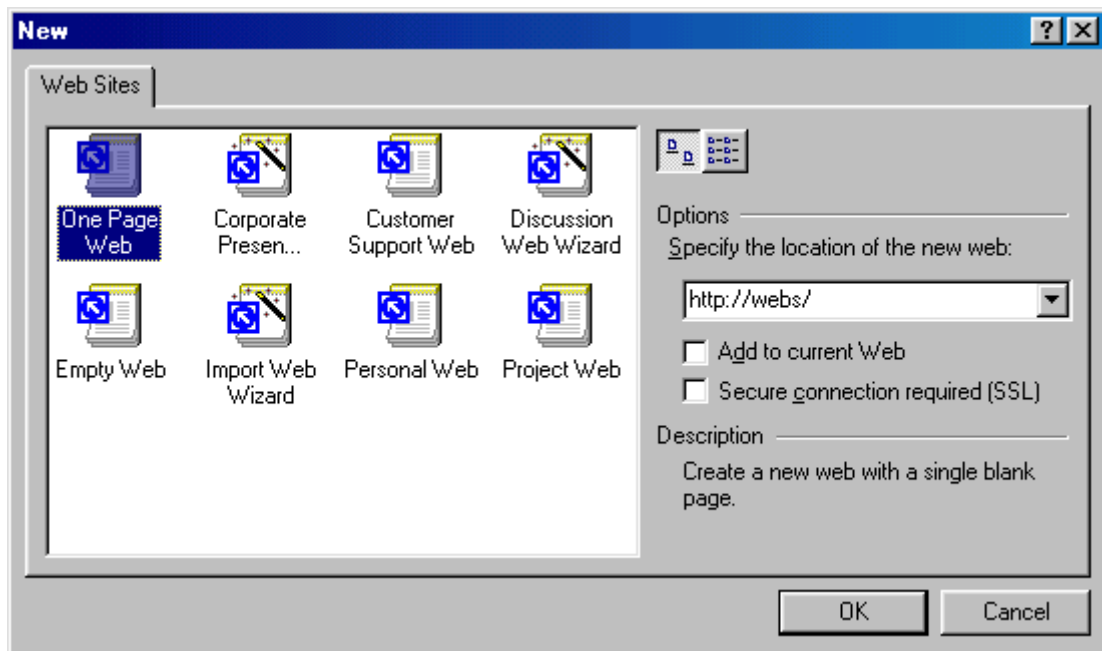 New
Web Sites
One Page
Web
Corporate
Presen...
Customer
Support Web
Discussion
Web Wizard
Empty Web
Import Web
Wizard
Personal Web
Project Web
Options
Specify the location of the new web:
http://webs/
Add to current Web
Secure connection required (SSL)
Description
Create a new web with a single blank
page.
OK
Cancel